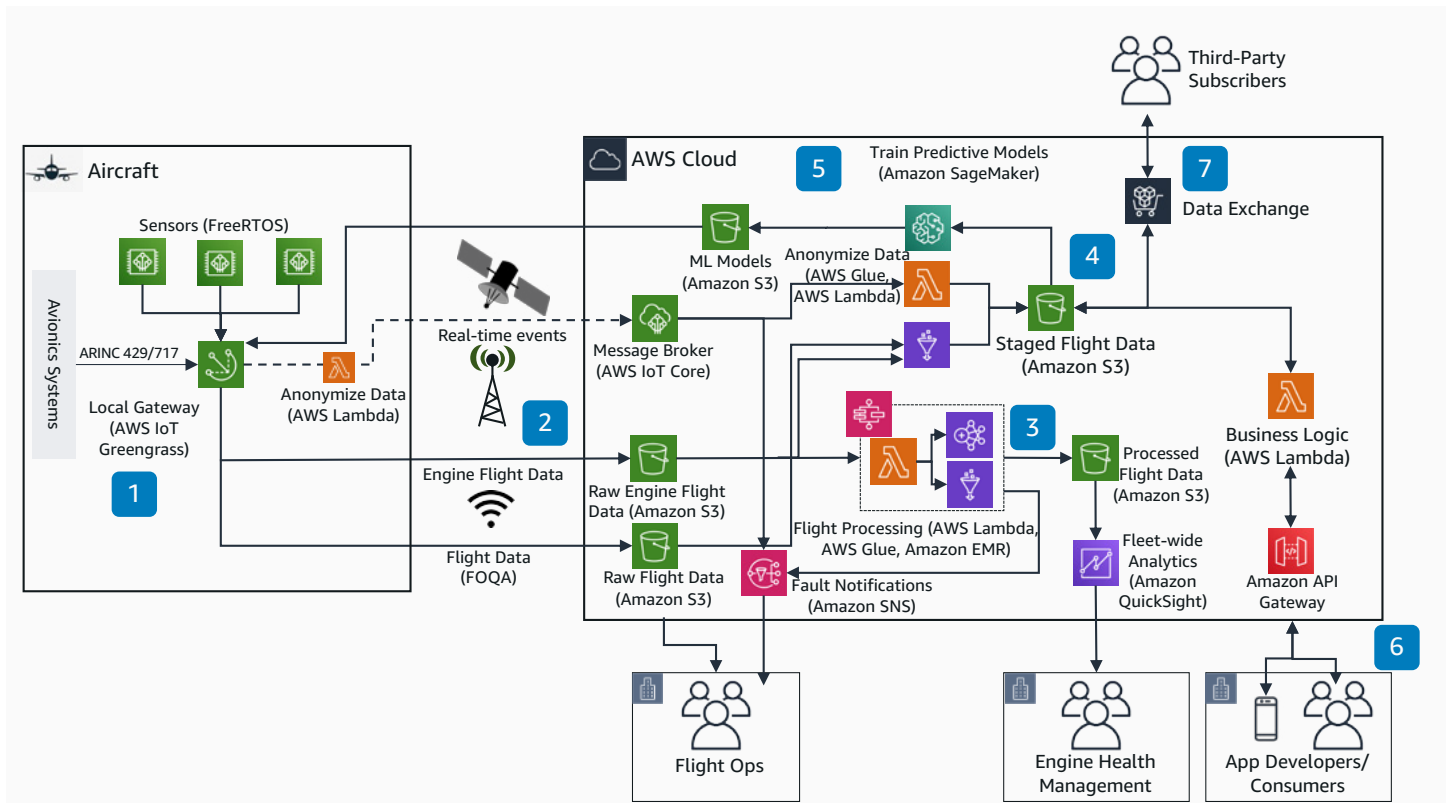 Third-Party
Subscribers
Aircraft
AWS Cloud
5
Train Predictive Models
(Amazon SageMaker)
7
Data Exchange
Sensors (FreeRTOS)
ML Models
(Amazon S3)
Anonymize Data
(AWS Glue,
AWS Lambda)
4
Avionics Systems
ARINC 429/717
Real-time events
Message Broker
(AWS IoT Core)
Staged Flight Data
(Amazon S3)
Anonymize Data
(AWS Lambda)
Local Gateway
(AWS IoT
Greengrass)
1
2
3
Business Logic
(AWS Lambda)
Engine Flight Data
Raw Engine Flight
Data (Amazon S3)
Processed
Flight Data
(Amazon S3)
Flight Processing (AWS Lambda,
AWS Glue, Amazon EMR)
Flight Data
(FOQA)
Raw Flight Data
(Amazon S3)
Fault Notifications
(Amazon SNS)
Fleet-wide
Analytics
(Amazon
QuickSight)
Amazon API
Gateway
6
Flight Ops
Engine Health
Management
App Developers/
Consumers